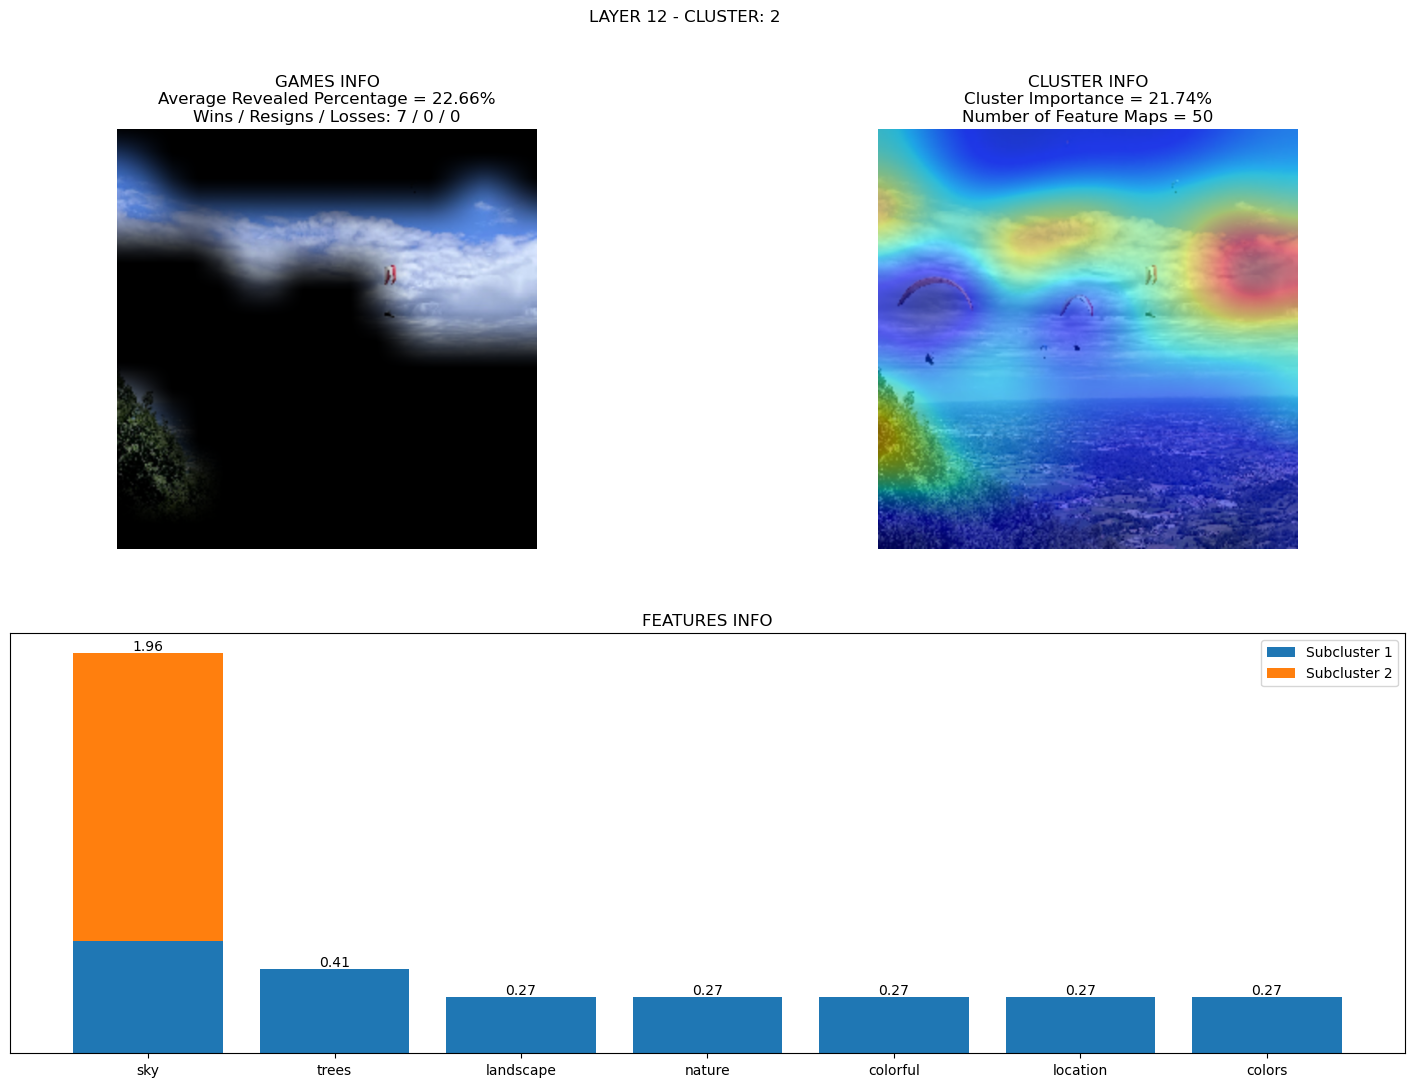 LAYER 12 - CLUSTER: 2
GAMES INFO
Average Revealed Percentage = 22.66%
Wins / Resigns / Losses: 7 / 0 / 0
CLUSTER INFO
Cluster Importance = 21.74%
Number of Feature Maps = 50
FEATURES INFO
Subcluster 1
Subcluster 2
1.96
0.41
0.27
0.27
0.27
0.27
0.27
sky
trees
landscape
nature
colorful
location
colors